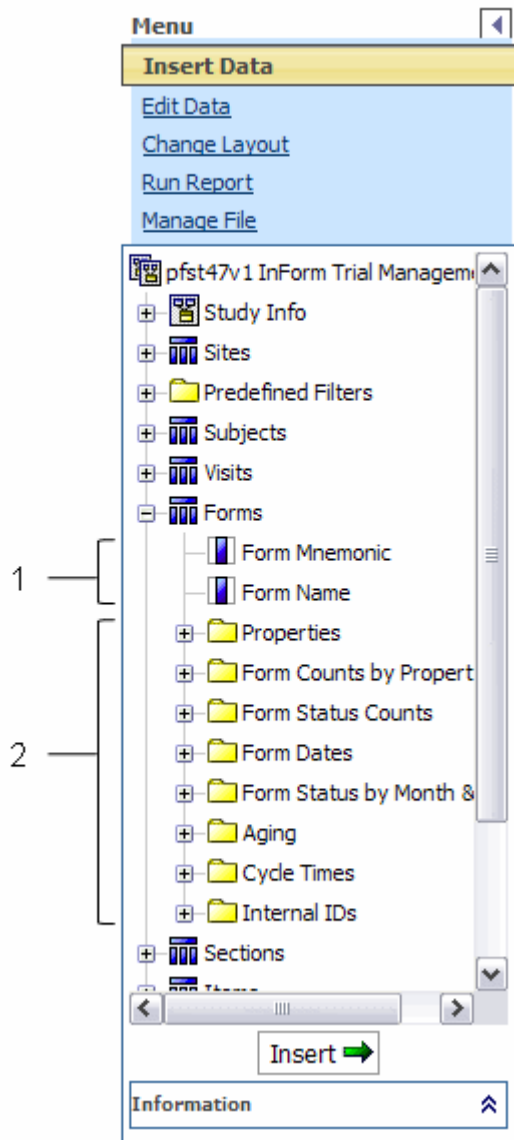 Menu
Insert Data
Edit Data
Change Layout
Run Report
Manage File
pfst47v1 InForm Trial Managem
Study Info
Sites
Predefined Filters
Subjects
Visits
Forms
1
Form Mnemonic
Form Name
2
Properties
Form Counts by Propert
Form Status Counts
Form Dates
Form Status by Month &
Aging
Cycle Times
Internal IDs
Sections
Items
Insert
Information